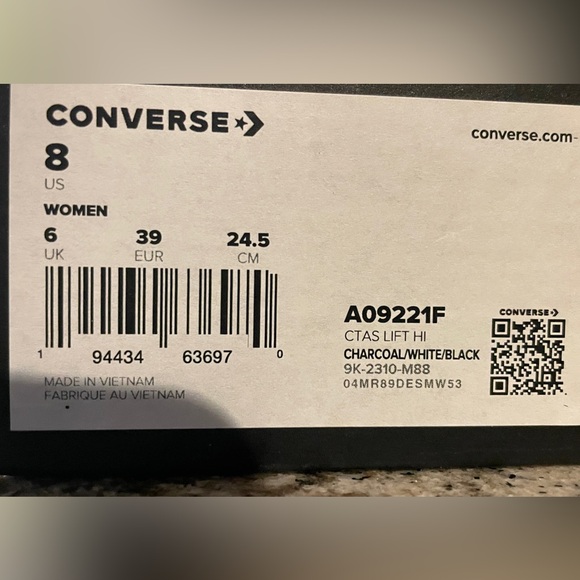 CONVERSE
converse.com-
8
US
WOMEN
6 39 24.5
UK EUR CM
1 94434 63697 0
MADE IN VIETNAM
FABRIQUE AU VIETNAM
A09221F
CTAS LIFT HI
CHARCOAL/WHITE/BLACK
9K-2310-M88
04MR89DESMW53
CONVERSE